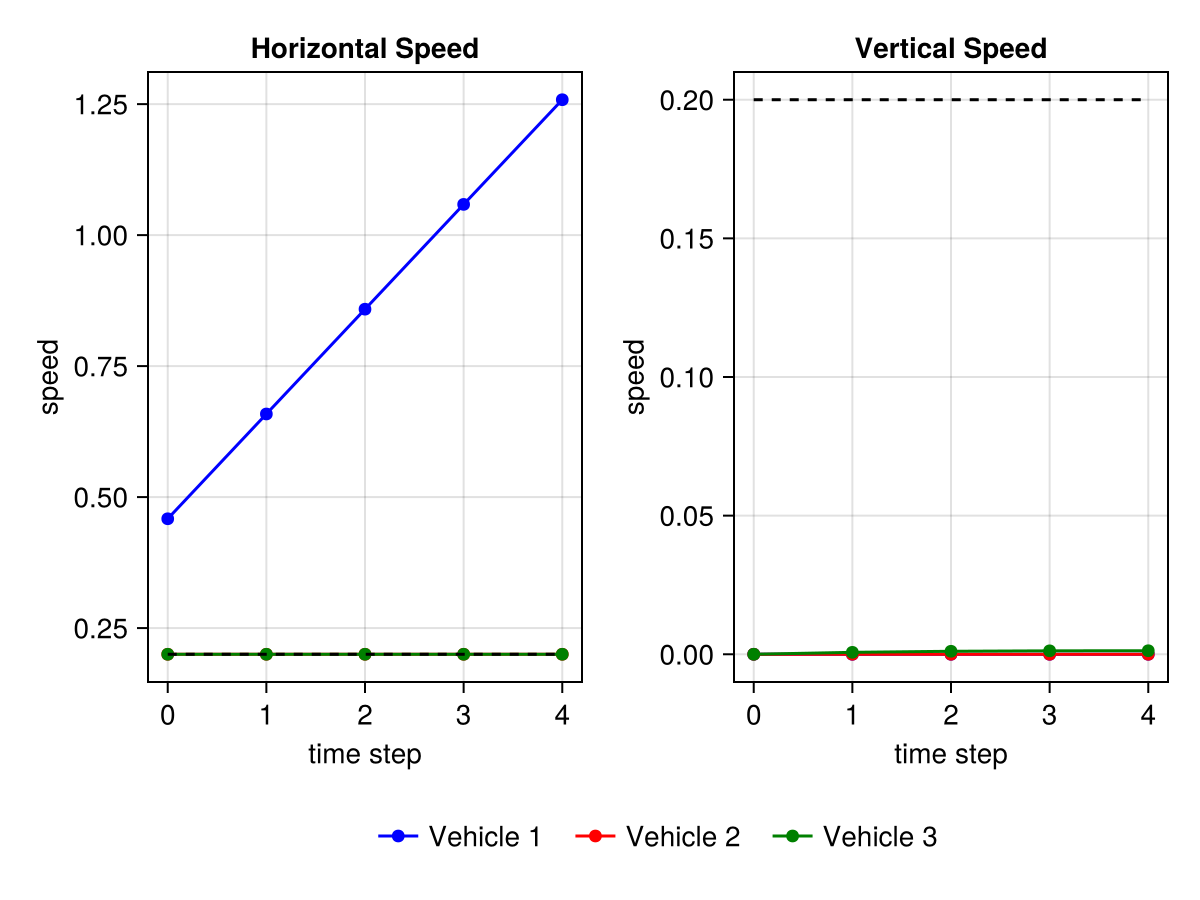 Horizontal Speed
speed
1.25
1.00
0.75
0.50
0.25
0 1 2 3 4
time step
Vertical Speed
speed
0.20
0.15
0.10
0.05
0.00
0 1 2 3 4
time step
Vehicle 1 Vehicle 2 Vehicle 3